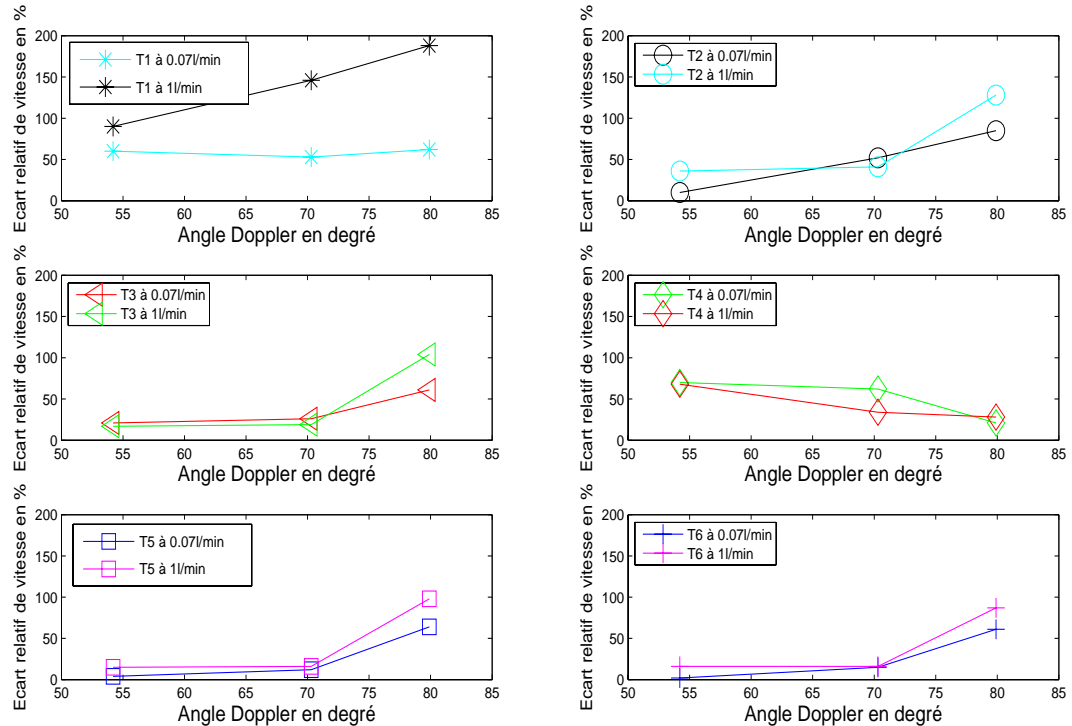 Ecart relatif de vitesse en %
200
150
100
50
0
T1 à 0.07l/min
T1 à 1l/min
50 55 60 65 70 75 80 85
Angle Doppler en degré
Ecart relatif de vitesse en %
200
150
100
50
0
T2 à 0.07l/min
T2 à 1l/min
50 55 60 65 70 75 80 85
Angle Doppler en degré
Ecart relatif de vitesse en %
200
150
100
50
0
T3 à 0.07l/min
T3 à 1l/min
50 55 60 65 70 75 80 85
Angle Doppler en degré
Ecart relatif de vitesse en %
200
150
100
50
0
T4 à 0.07l/min
T4 à 1l/min
50 55 60 65 70 75 80 85
Angle Doppler en degré
Ecart relatif de vitesse en %
200
150
100
50
0
T5 à 0.07l/min
T5 à 1l/min
50 55 60 65 70 75 80 85
Angle Doppler en degré
Ecart relatif de vitesse en %
200
150
100
50
0
T6 à 0.07l/min
T6 à 1l/min
50 55 60 65 70 75 80 85
Angle Doppler en degré